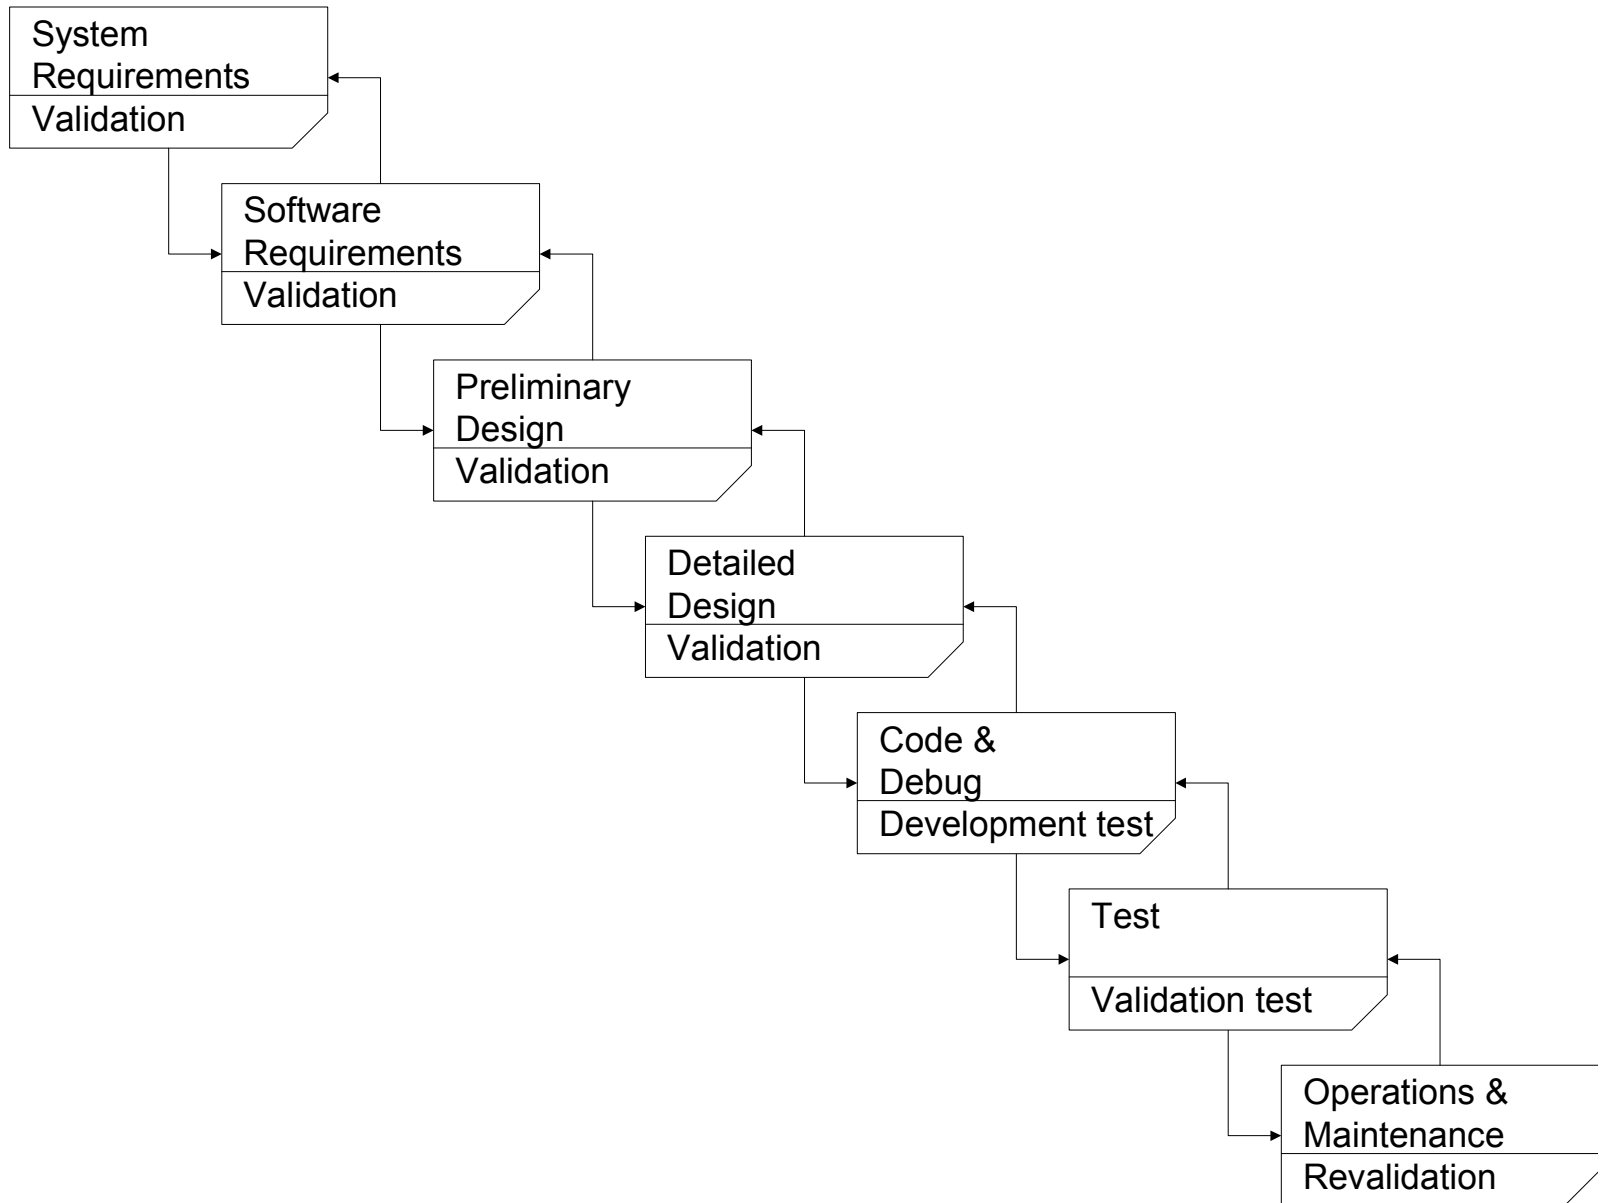 System
Requirements
Validation
Software
Requirements
Validation
Preliminary
Design
Validation
Detailed
Design
Validation
Code &
Debug
Development test
Test
Validation test
Operations &
Maintenance
Revalidation